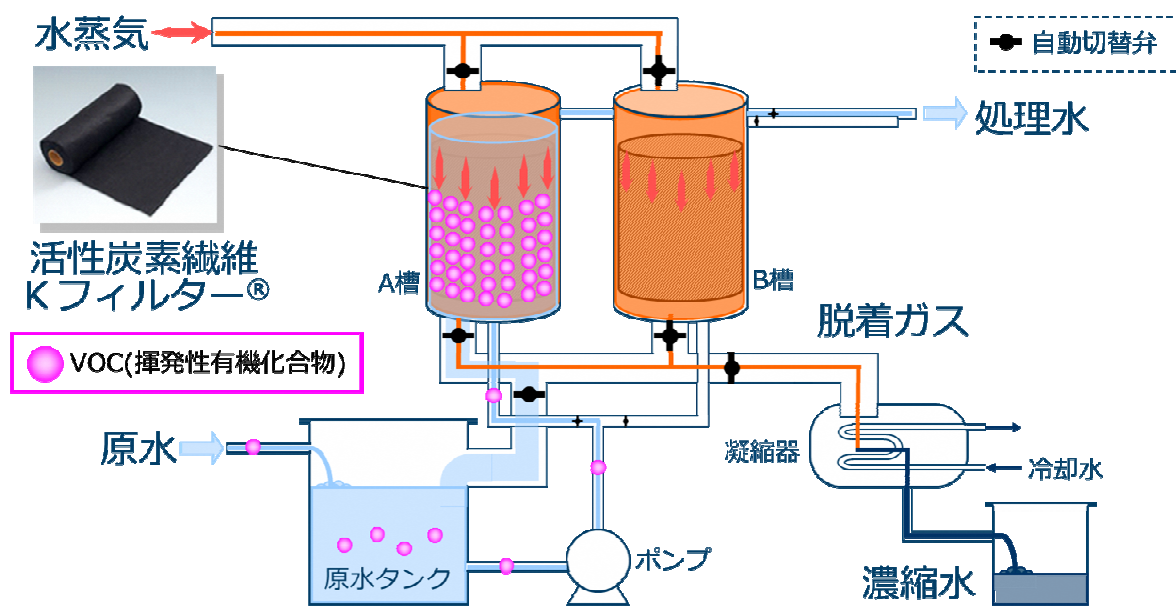 水蒸気
自動切替弁
処理水
活性炭素繊維
Kフィルター®
A槽
B槽
脱着ガス
VOC(揮発性有機化合物)
原水
凝縮器
冷却水
原水タンク
ポンプ
濃縮水